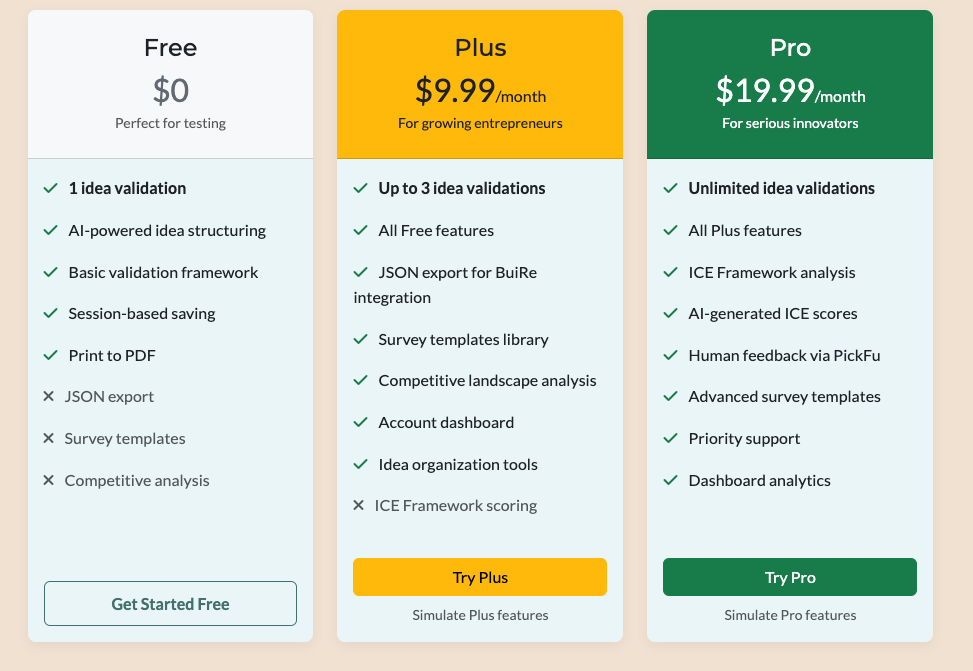 Free
$0
Perfect for testing
✓ 1 idea validation
✓ AI-powered idea structuring
✓ Basic validation framework
✓ Session-based saving
✓ Print to PDF
✕ JSON export
✕ Survey templates
✕ Competitive analysis
Get Started Free
Plus
$9.99/month
For growing entrepreneurs
✓ Up to 3 idea validations
✓ All Free features
✓ JSON export for BuiRe
integration
✓ Survey templates library
✓ Competitive landscape analysis
✓ Account dashboard
✓ Idea organization tools
✕ ICE Framework scoring
Try Plus
Simulate Plus features
Pro
$19.99/month
For serious innovators
✓ Unlimited idea validations
✓ All Plus features
✓ ICE Framework analysis
✓ AI-generated ICE scores
✓ Human feedback via PickFu
✓ Advanced survey templates
✓ Priority support
✓ Dashboard analytics
Try Pro
Simulate Pro features